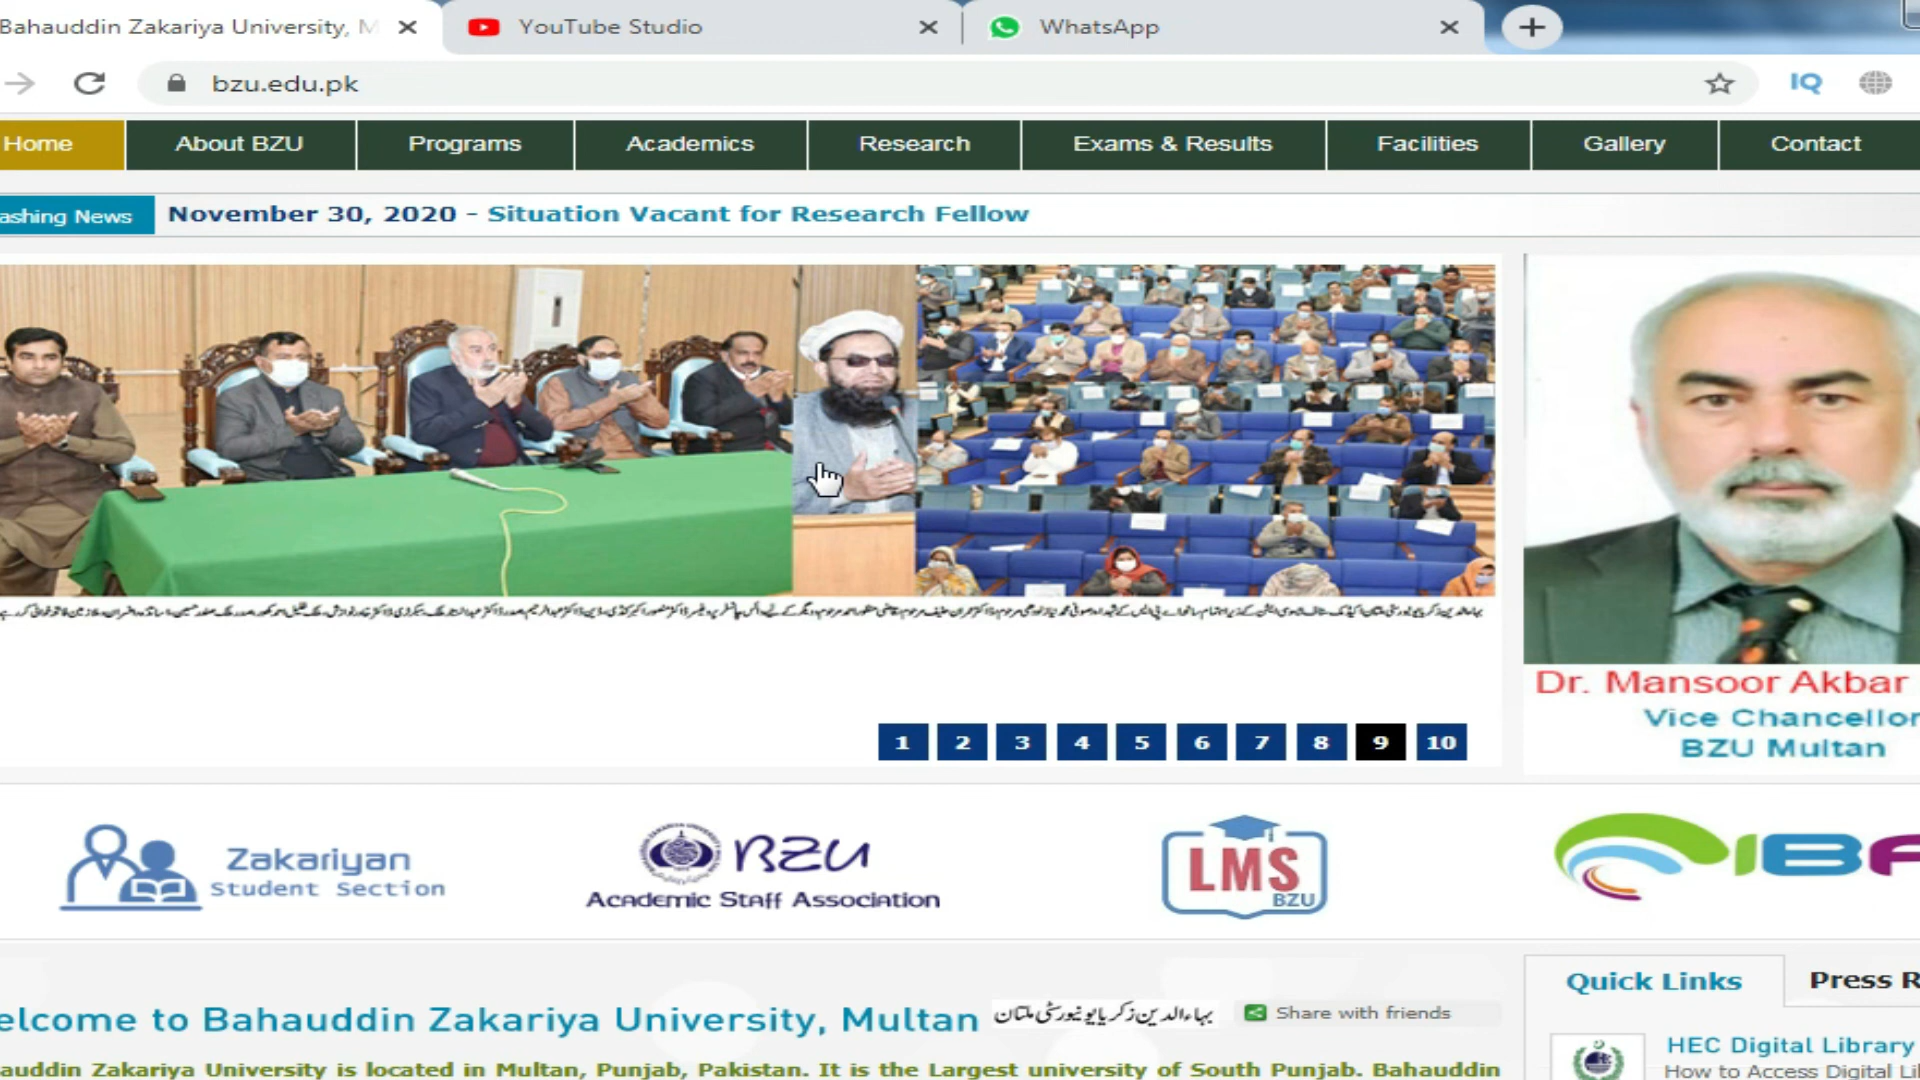 Bahauddin Zakariya University, M
YouTube Studio
WhatsApp
bzu.edu.pk
IQ
Home
About BZU
Programs
Academics
Research
Exams & Results
Facilities
Gallery
Contact
ashing News
November 30, 2020 - Situation Vacant for Research Fellow
Dr. Mansoor Akbar
Vice Chancellor
BZU Multan
1 2 3 4 5 6 7 8 9 10
Zakariyan
Student Section
BZU
Academic Staff Association
LMS
BZU
elcome to Bahauddin Zakariya University, Multan
بہاءالدین زکریا یونیورسٹی ملتان
Share with friends
auddin Zakariya University is located in Multan, Punjab, Pakistan. It is the Largest university of South Punjab. Bahauddin
Quick Links
Press R
HEC Digital Library
How to Access Digital Li